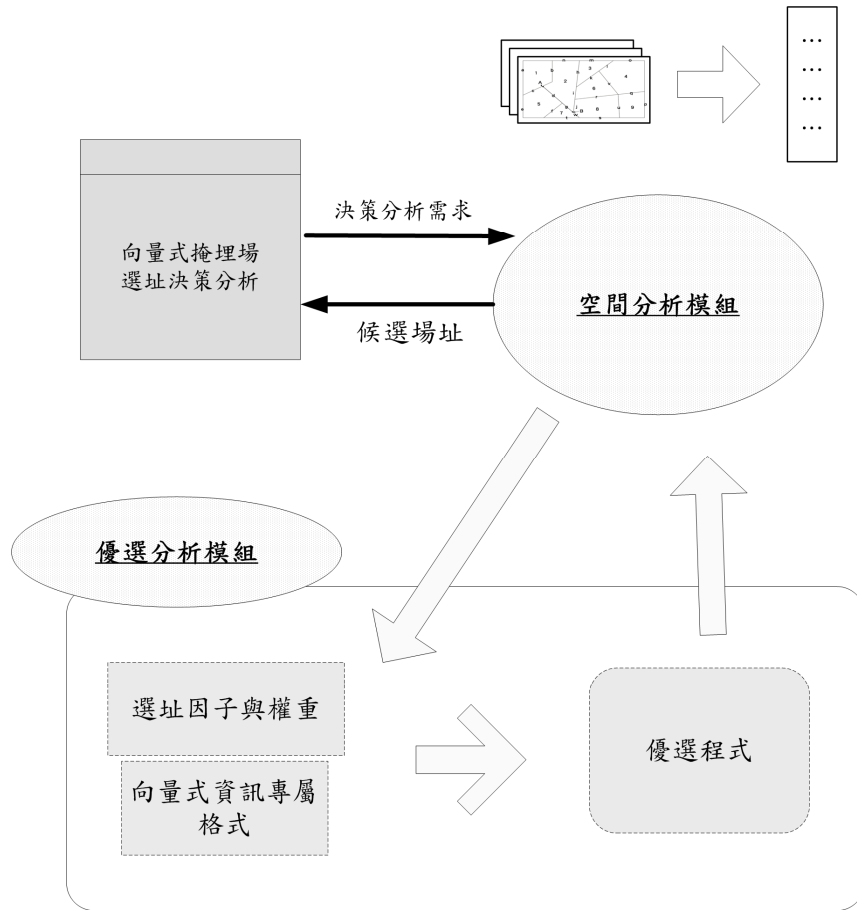 ...
...
...
...
決策分析需求
向量式掩埋場
選址決策分析
空間分析模組
候選場址
優選分析模組
選址因子與權重
優選程式
向量式資訊專屬
格式